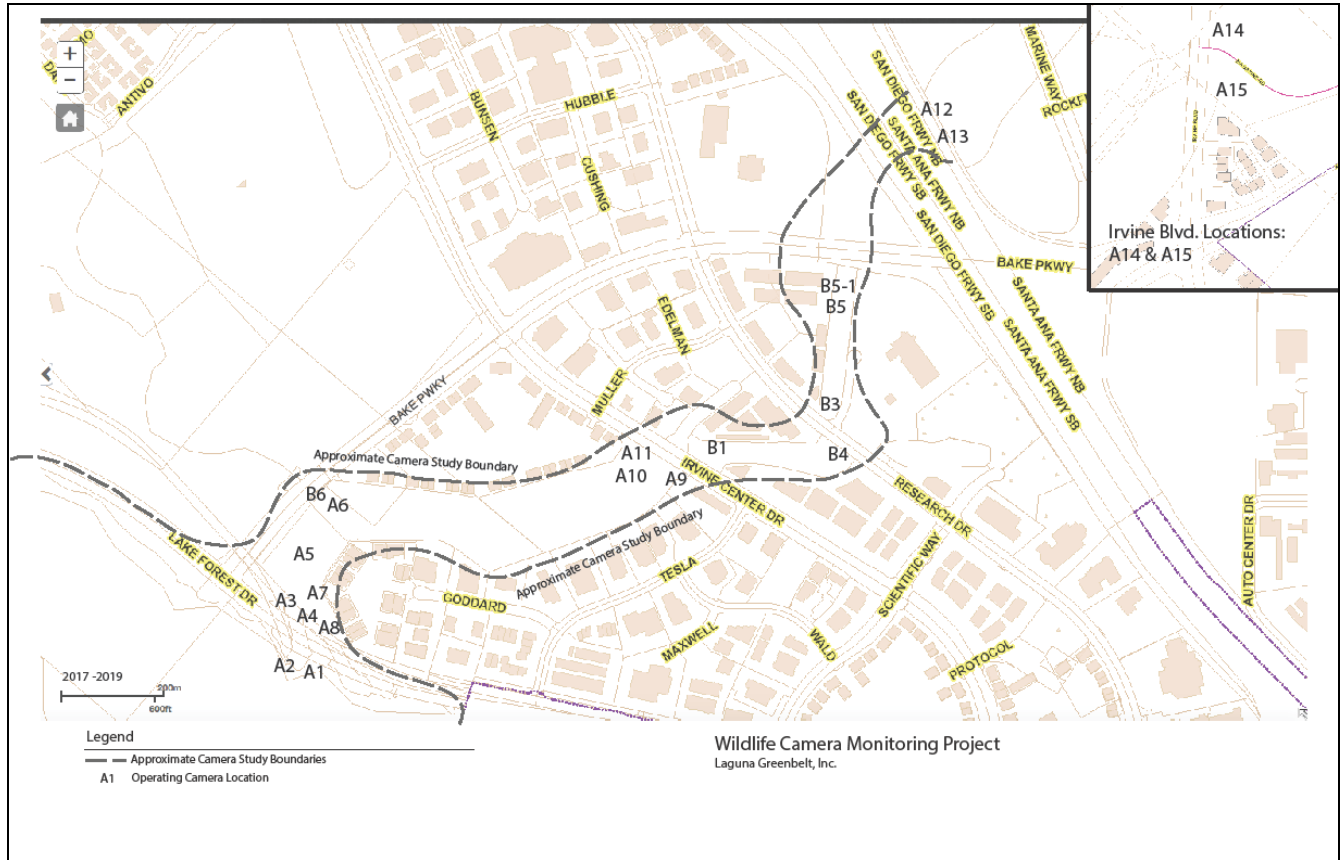 +
−
ANTIVO
BUNSEN
HUBBLE
CUSHING
SAN DIEGO FRWY NB
SAN DIEGO FRWY SB
SANTA ANA FRWY NB
SANTA ANA FRWY SB
A12
A13
MARINE WAY
A14
A15
Irvine Blvd. Locations:
A14 & A15
BAKE PKWY
SAN DIEGO FRWY SB
SANTA ANA FRWY NB
SANTA ANA FRWY SB
B5-1
B5
EDELMAN
MULLER
BAKE PWKY
B3
B1
B4
A11
A10
A9
IRVINE CENTER DR
RESEARCH DR
Approximate Camera Study Boundary
B6
A6
Approximate Camera Study Boundary
LAKE FOREST DR
A5
A7
A3
A4
A8
A2
A1
GODDARD
TESLA
MAXWELL
WALD
SCIENTIFIC WAY
PROTOCOL
AUTO CENTER DR
2017 -2019
200m
600ft
Legend
Approximate Camera Study Boundaries
A1 Operating Camera Location
Wildlife Camera Monitoring Project
Laguna Greenbelt, Inc.